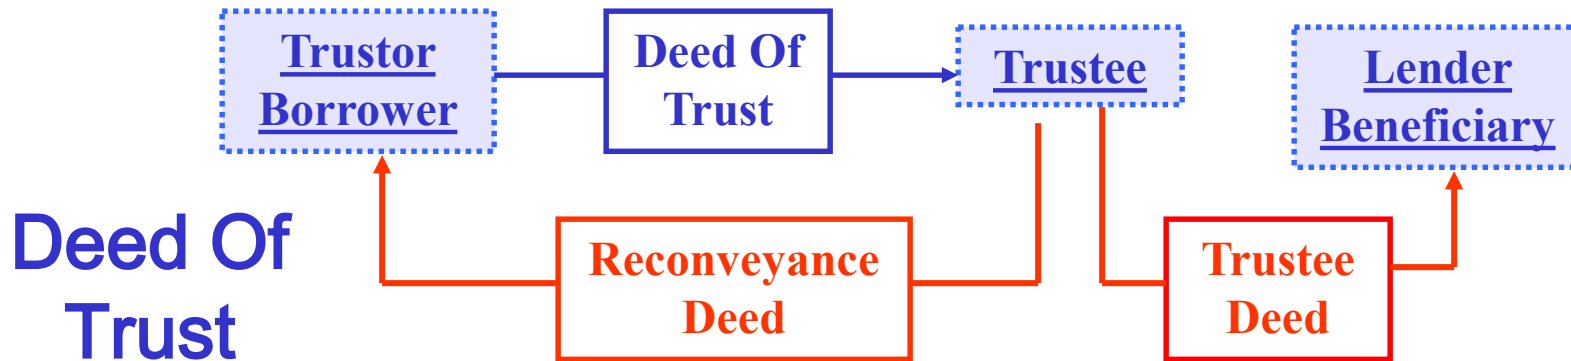 Trustor
Borrower
Deed Of
Trust
Trustee
Lender
Beneficiary
Deed Of
Trust
Reconveyance
Deed
Trustee
Deed